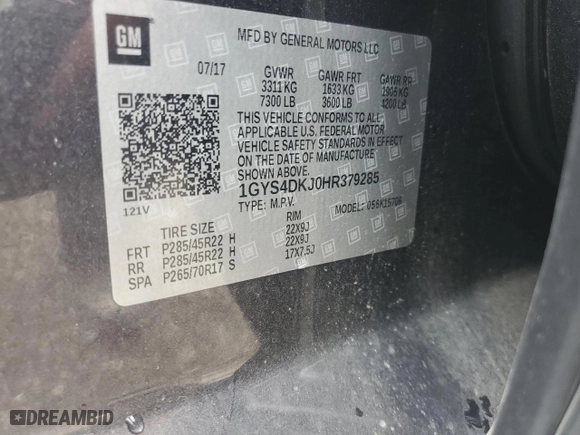 GM
MFD BY GENERAL MOTORS LLC
07/17 GVWR GAWR FRT GAWR RR
3311 KG 1633 KG 1905 KG
7300 LB 3600 LB 4200 LB
THIS VEHICLE CONFORMS TO ALL
APPLICABLE U.S. FEDERAL MOTOR
VEHICLE SAFETY STANDARDS IN EFFECT
ON THE DATE OF MANUFACTURE
SHOWN ABOVE.
1GYS4DKJ0HR379285
TYPE: M.P.V.
121V
TIRE SIZE RIM
FRT P285/45R22 H 22X9J
RR P285/45R22 H 22X9J
SPA P265/70R17 S 17X7.5J
DREAMBID